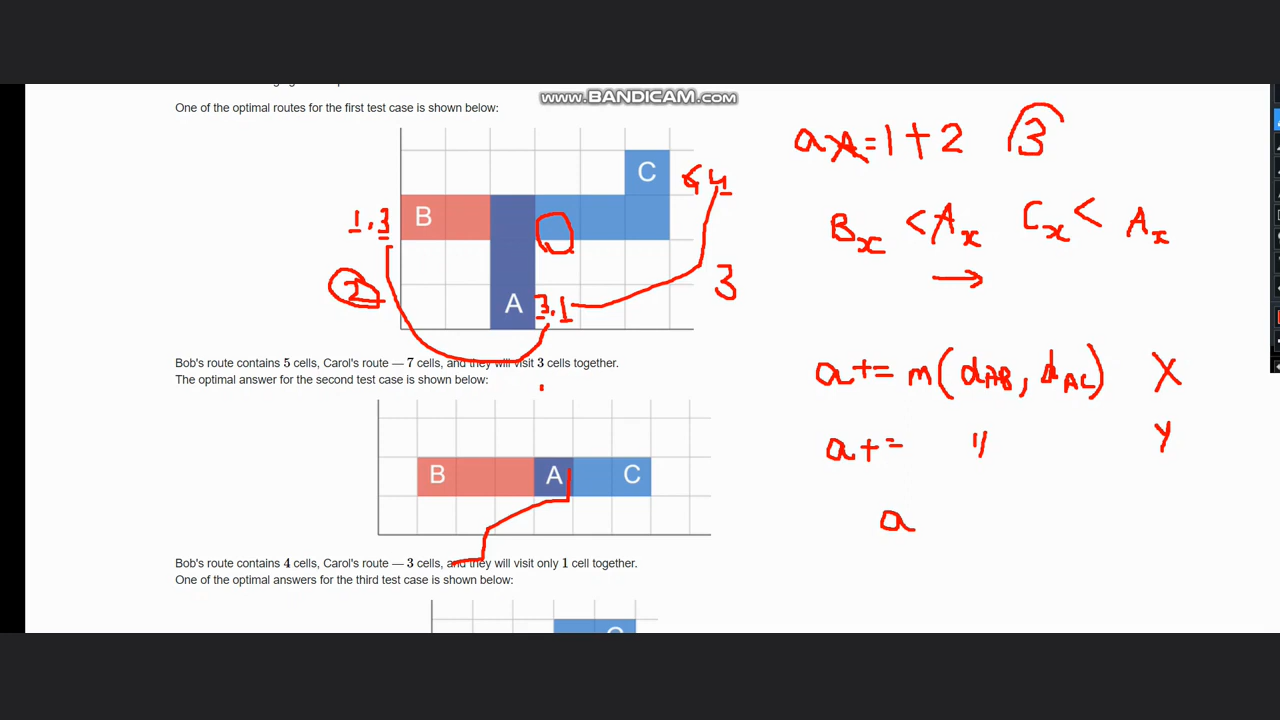 www.BANDICAM.com
One of the optimal routes for the first test case is shown below:
a A = 1 + 2 3
C
B
1,3
4
B x < A x C x < A x
2
A
3,1
3
Bob's route contains 5 cells, Carol's route — 7 cells, and they will visit 3 cells together.
The optimal answer for the second test case is shown below:
a += m(dAB, dAC) X
a += " Y
B A C
a
Bob's route contains 4 cells, Carol's route — 3 cells, and they will visit only 1 cell together.
One of the optimal answers for the third test case is shown below: